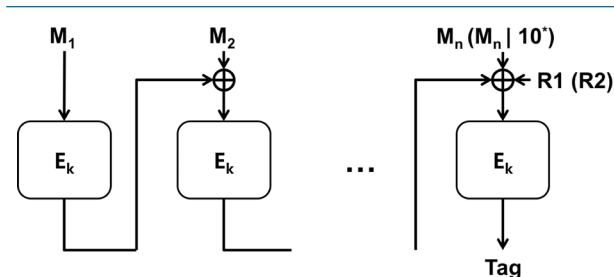 M₁
M₂
Mₙ (Mₙ | 10*)
R1 (R2)
Eₖ
Eₖ
...
Eₖ
Tag